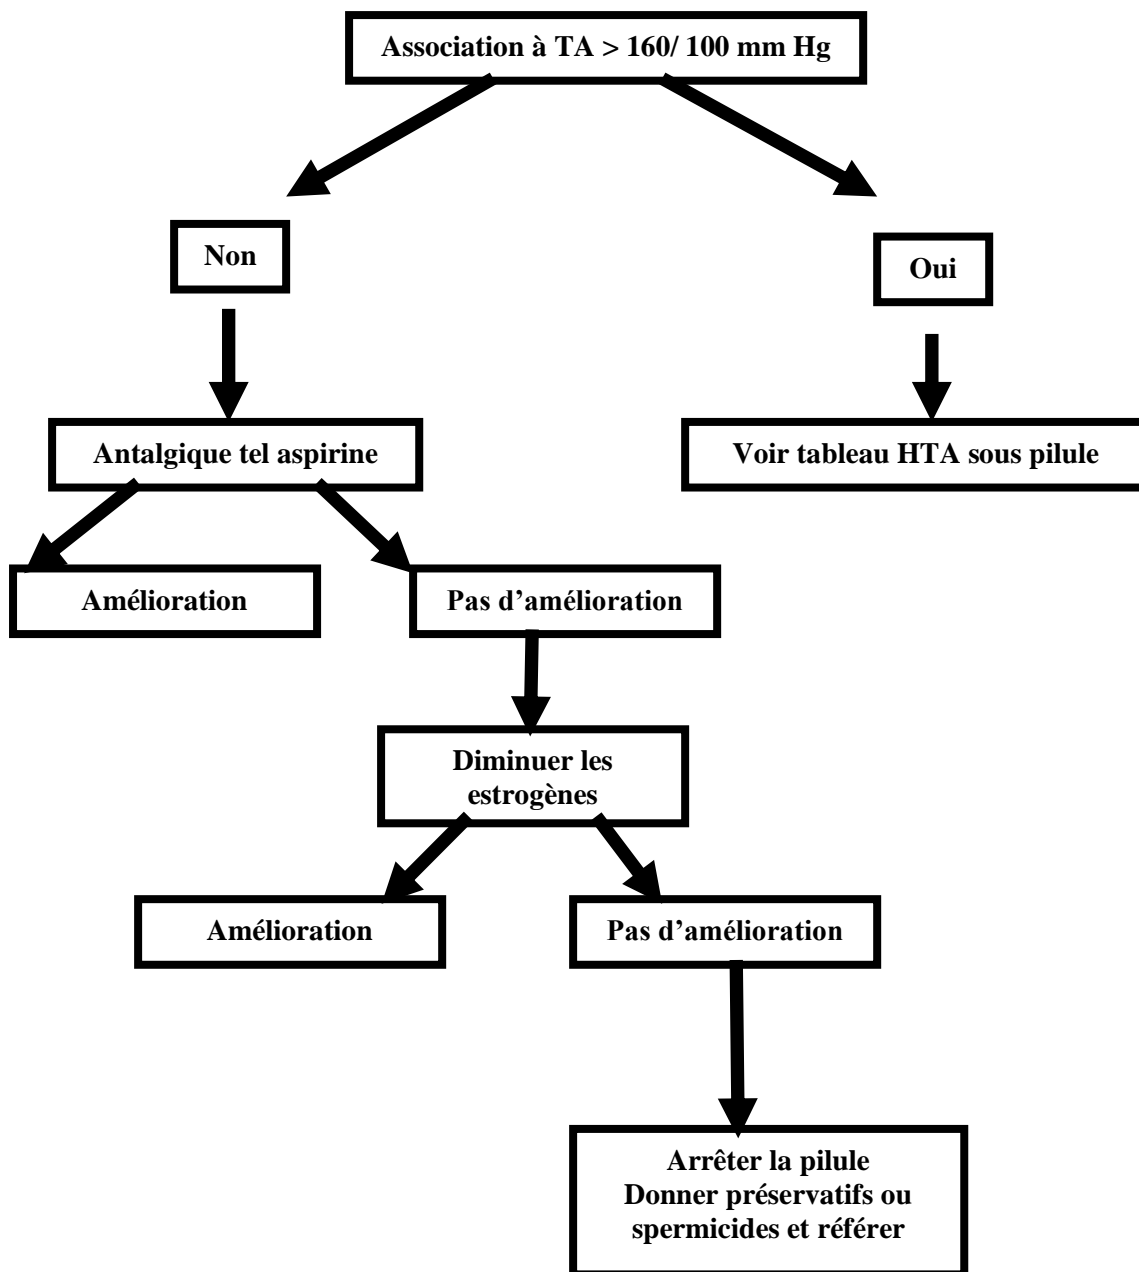 Association à TA > 160/ 100 mm Hg
Non
Oui
Antalgique tel aspirine
Voir tableau HTA sous pilule
Amélioration
Pas d’amélioration
Diminuer les
estrogènes
Amélioration
Pas d’amélioration
Arrêter la pilule
Donner préservatifs ou
spermicides et référer